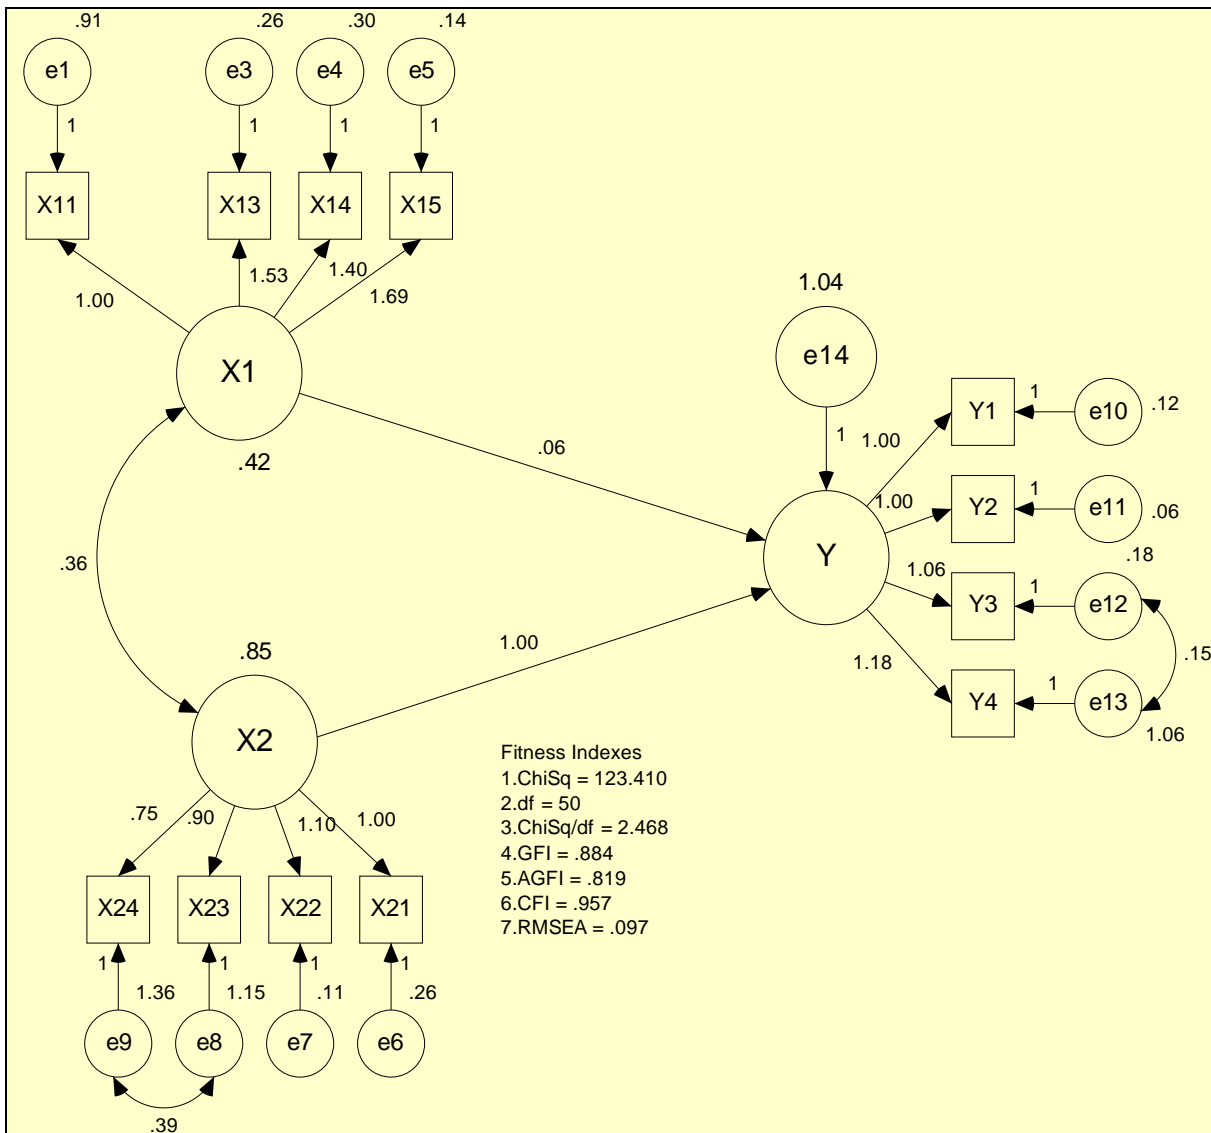 .91 .26 .30 .14
e1 e3 e4 e5
1 1 1 1
X11 X13 X14 X15
1.00 1.53 1.40 1.69
X1
.42
1.04
e14
1
.06
.36
1.00
Y
1.00 Y1 1 e10 .12
1.00 Y2 1 e11 .06
1.06 Y3 1 e12 .18
1.18 Y4 1 e13 1.06
.15
.85
X2
.75 .90 1.10 1.00
X24 X23 X22 X21
1 1 1 1
1.36 1.15 .11 .26
e9 e8 e7 e6
.39
Fitness Indexes
1.ChiSq = 123.410
2.df = 50
3.ChiSq/df = 2.468
4.GFI = .884
5.AGFI = .819
6.CFI = .957
7.RMSEA = .097